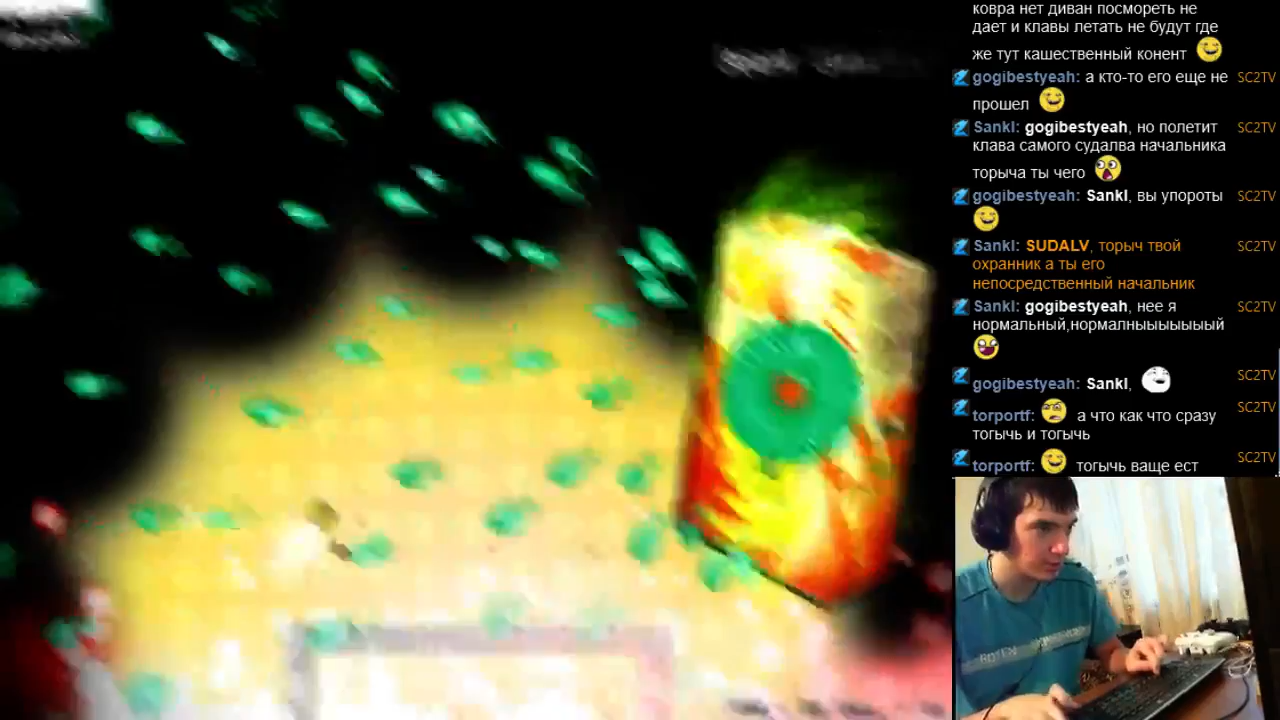 ковра нет диван посмореть не
дает и клавы летать не будут где
же тут кашественный конент
gogibestyeah: а кто-то его еще не SC2TV
прошел
Sankl: gogibestyeah, но полетит SC2TV
клава самого судалва начальника
торыча ты чего
gogibestyeah: Sankl, вы упороты SC2TV
Sankl: SUDALV, торыч твой SC2TV
охранник а ты его
непосредственный начальник
Sankl: gogibestyeah, нее я SC2TV
нормальный,нормалныыыыыыый
gogibestyeah: Sankl, SC2TV
torportf: а что как что сразу SC2TV
тогычь и тогычь
torportf: тогычь ваще ест SC2TV